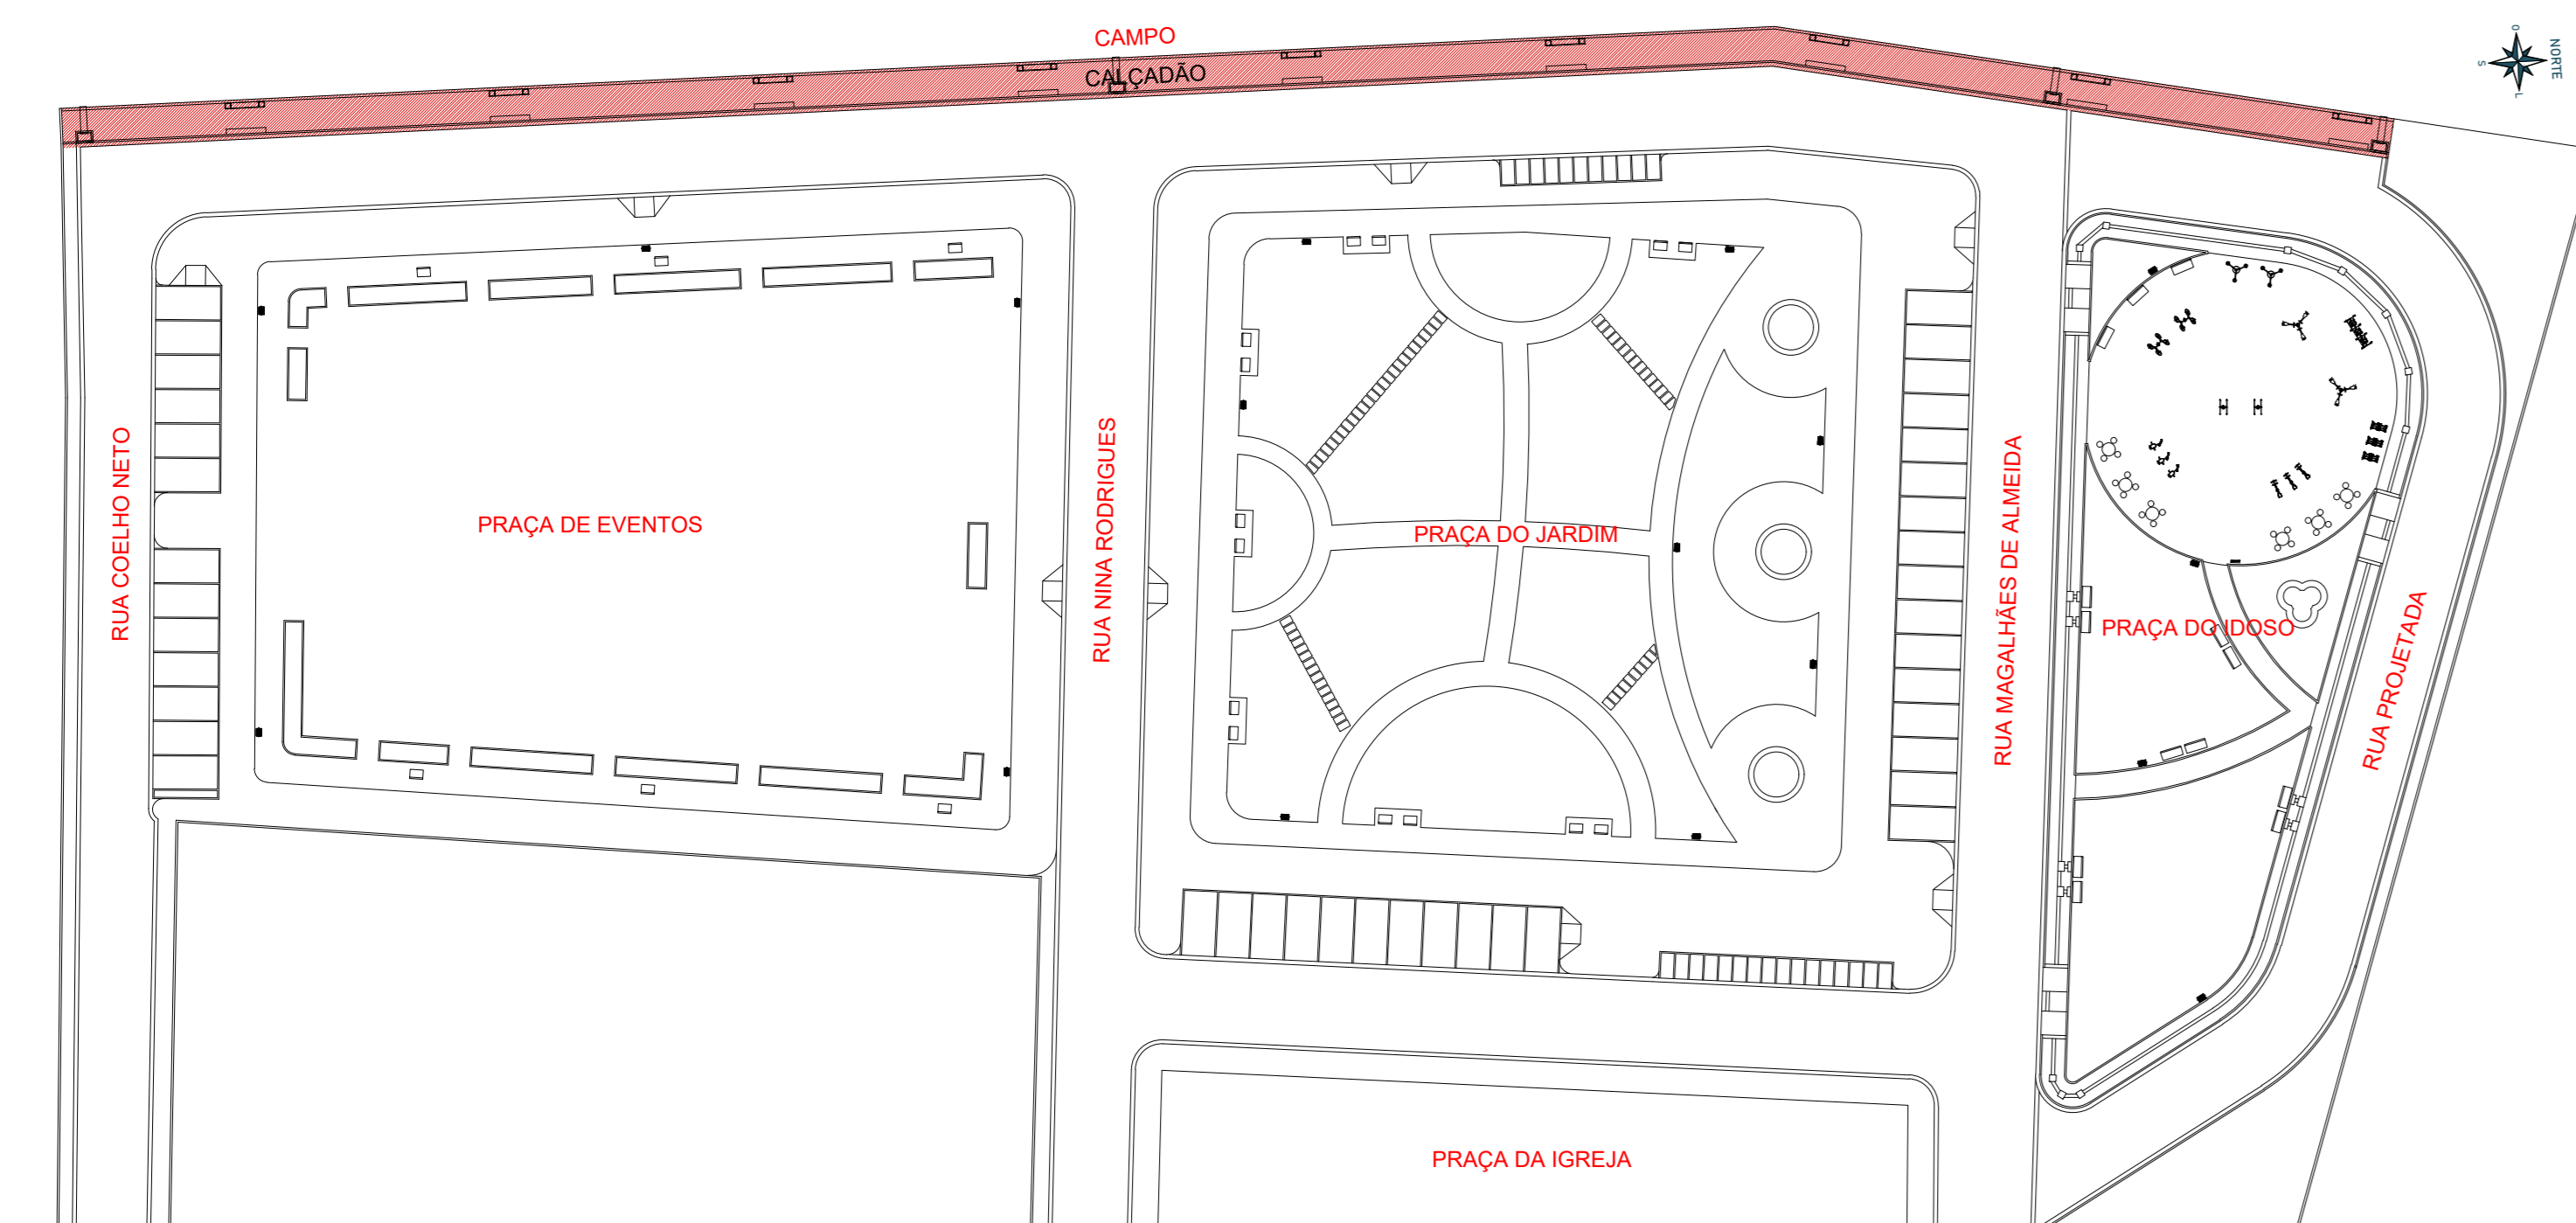 CAMPO
CALÇADÃO
O
NORTE
S
L
RUA COELHO NETO
PRAÇA DE EVENTOS
RUA NINA RODRIGUES
PRAÇA DO JARDIM
RUA MAGALHÃES DE ALMEIDA
PRAÇA DO IDOSO
RUA PROJETADA
PRAÇA DA IGREJA